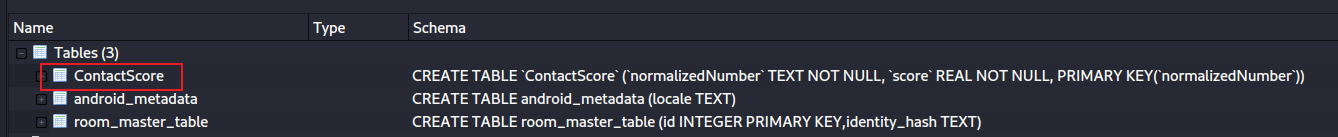 Name Type Schema
Tables (3)
ContactScore CREATE TABLE `ContactScore` (`normalizedNumber` TEXT NOT NULL, `score` REAL NOT NULL, PRIMARY KEY(`normalizedNumber`))
android_metadata CREATE TABLE android_metadata (locale TEXT)
room_master_table CREATE TABLE room_master_table (id INTEGER PRIMARY KEY,identity_hash TEXT)